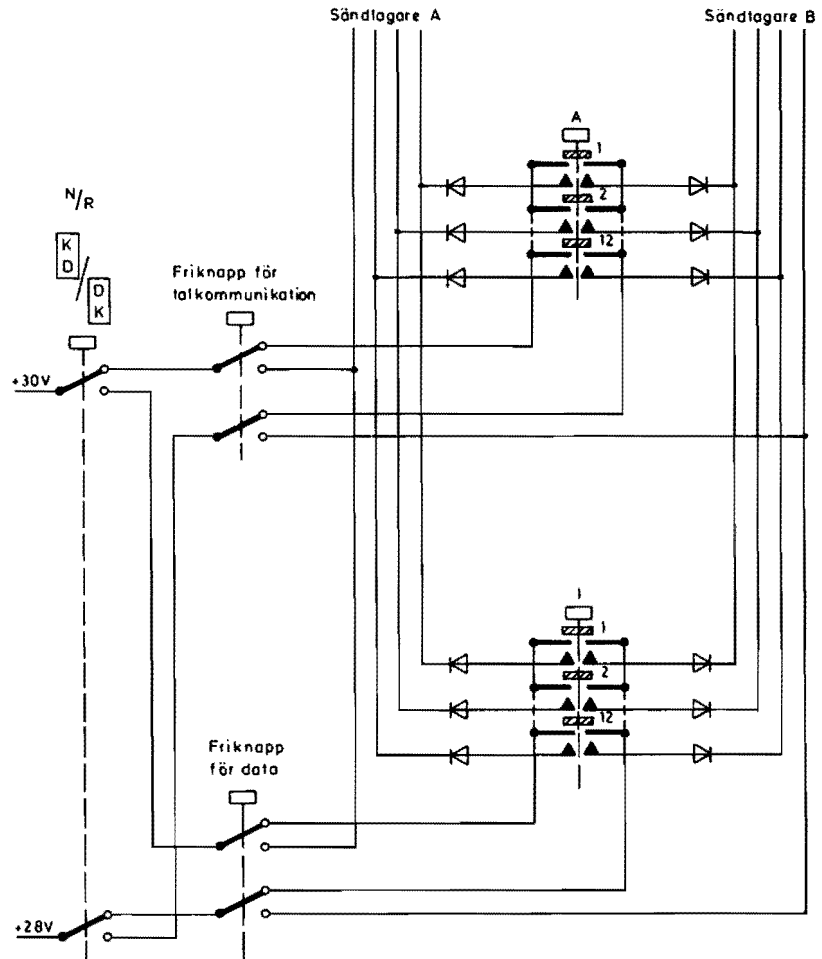 Sändtagare A
Sändtagare B
A
1
2
12
N/R
K
D
/
D
K
Friknapp för
talkommunikation
+30V
I
1
2
12
Friknapp
för data
+28V